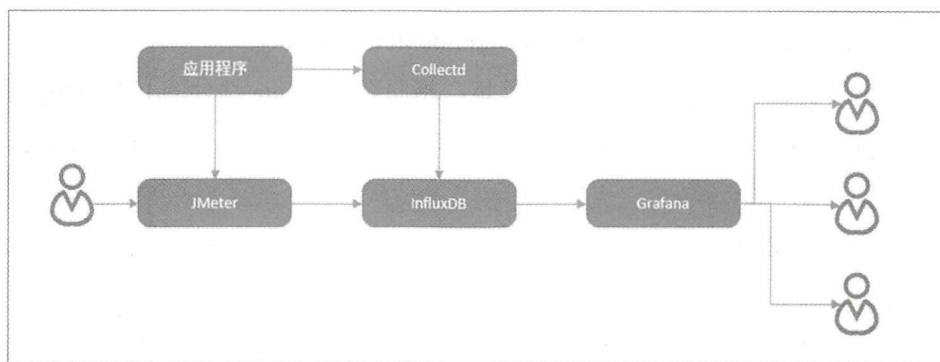 应用程序
Collectd
JMeter
InfluxDB
Grafana